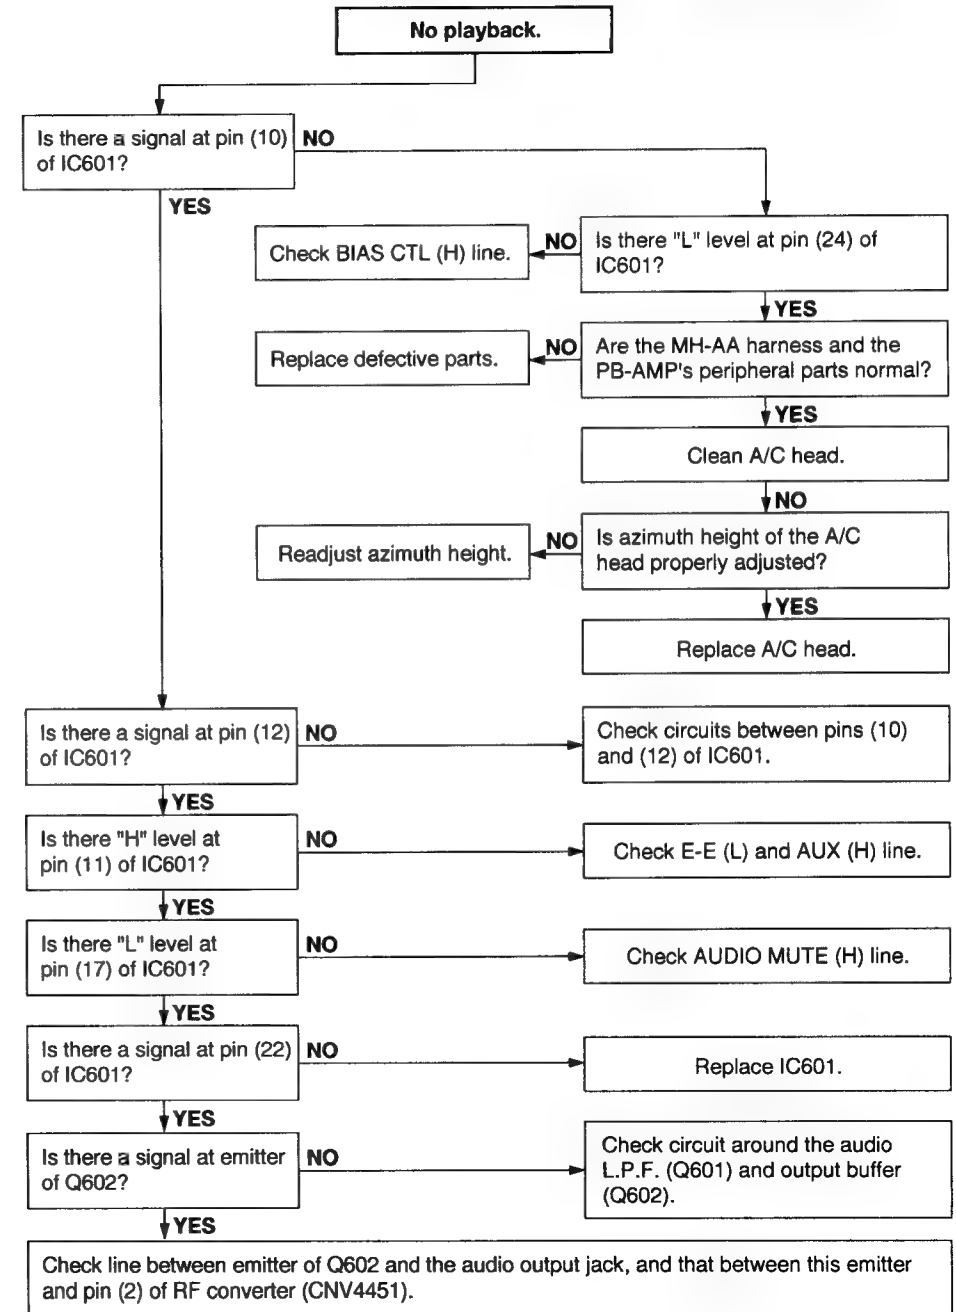 No playback.
Is there a signal at pin (10)
of IC601?
NO
YES
Is there "L" level at pin (24) of
IC601?
NO
Check BIAS CTL (H) line.
YES
Are the MH-AA harness and the
PB-AMP's peripheral parts normal?
NO
Replace defective parts.
YES
Clean A/C head.
NO
Is azimuth height of the A/C
head properly adjusted?
NO
Readjust azimuth height.
YES
Replace A/C head.
Is there a signal at pin (12)
of IC601?
NO
Check circuits between pins (10)
and (12) of IC601.
YES
Is there "H" level at
pin (11) of IC601?
NO
Check E-E (L) and AUX (H) line.
YES
Is there "L" level at
pin (17) of IC601?
NO
Check AUDIO MUTE (H) line.
YES
Is there a signal at pin (22)
of IC601?
NO
Replace IC601.
YES
Is there a signal at emitter
of Q602?
NO
Check circuit around the audio
L.P.F. (Q601) and output buffer
(Q602).
YES
Check line between emitter of Q602 and the audio output jack, and that between this emitter
and pin (2) of RF converter (CNV4451).